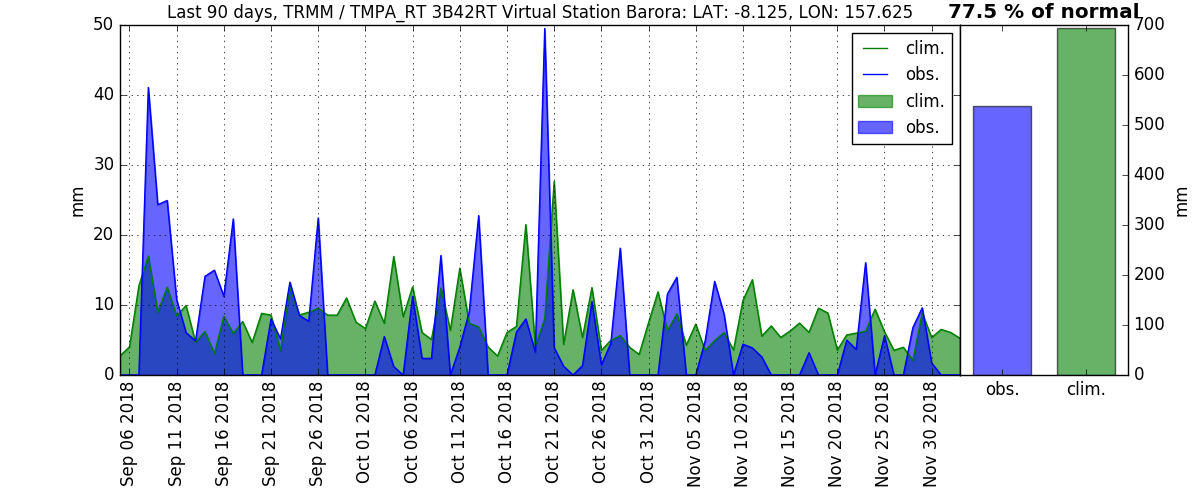 Last 90 days, TRMM / TMPA_RT 3B42RT Virtual Station Barora: LAT: -8.125, LON: 157.625
77.5 % of normal
50
40
30
20
10
0
mm
clim.
obs.
clim.
obs.
700
600
500
400
300
200
100
0
mm
obs.
clim.
Sep 06 2018
Sep 11 2018
Sep 16 2018
Sep 21 2018
Sep 26 2018
Oct 01 2018
Oct 06 2018
Oct 11 2018
Oct 16 2018
Oct 21 2018
Oct 26 2018
Oct 31 2018
Nov 05 2018
Nov 10 2018
Nov 15 2018
Nov 20 2018
Nov 25 2018
Nov 30 2018